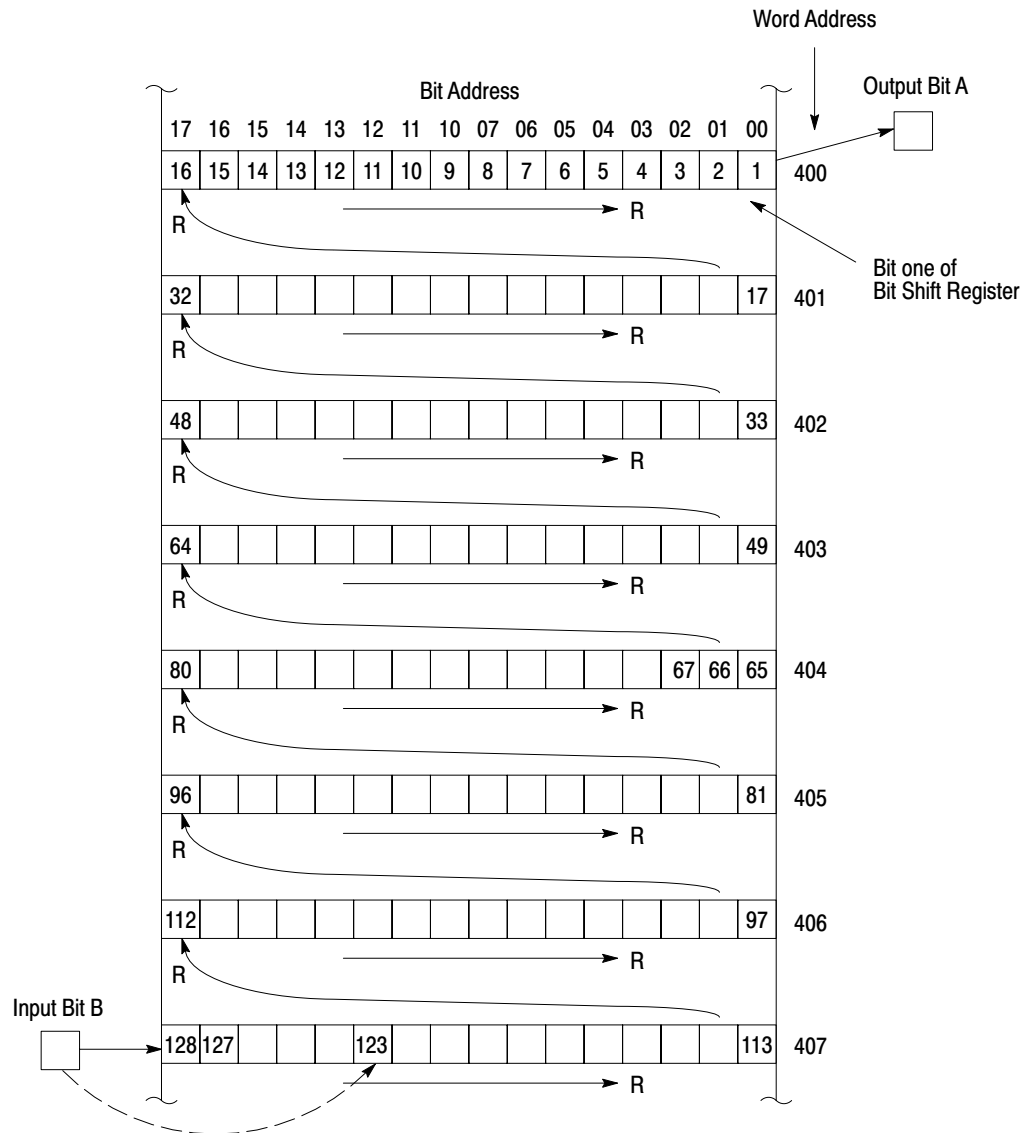 Word Address
Output Bit A
Bit Address
17 16 15 14 13 12 11 10 07 06 05 04 03 02 01 00
16 15 14 13 12 11 10 9 8 7 6 5 4 3 2 1 400
R
R
Bit one of
Bit Shift Register
32 17 401
R
R
48 33 402
R
R
64 49 403
R
R
80 67 66 65 404
R
R
96 81 405
R
R
112 97 406
R
R
Input Bit B
128 127 123 113 407
R